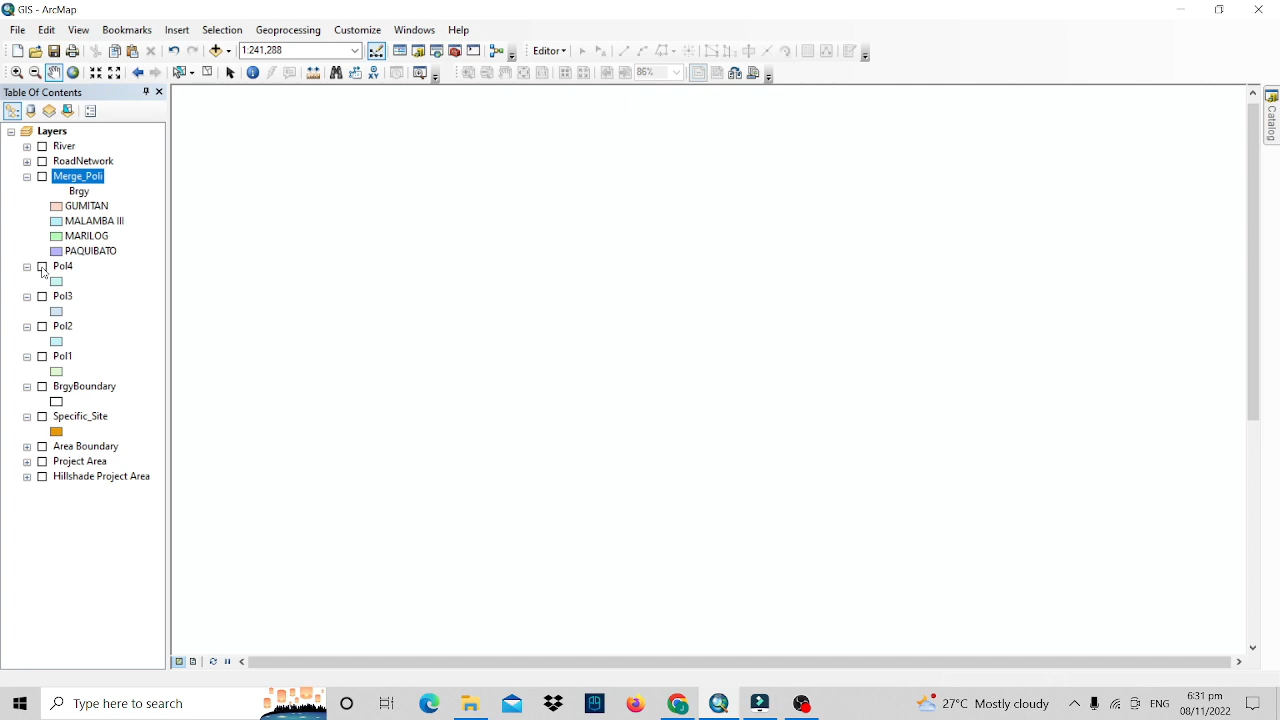 GIS - ArcMap
File Edit View Bookmarks Insert Selection Geoprocessing Customize Windows Help
1:241,288 Editor
86%
Table Of Contents
Catalog
Layers
River
RoadNetwork
Merge_Poli
Brgy
GUMITAN
MALAMBA III
MARILOG
PAQUIBATO
Pol4
Pol3
Pol2
Pol1
BrgyBoundary
Specific_Site
Area Boundary
Project Area
Hillshade Project Area
Type here to search
27°C Mostly cloudy
ENG
6:31 pm
08/11/2022